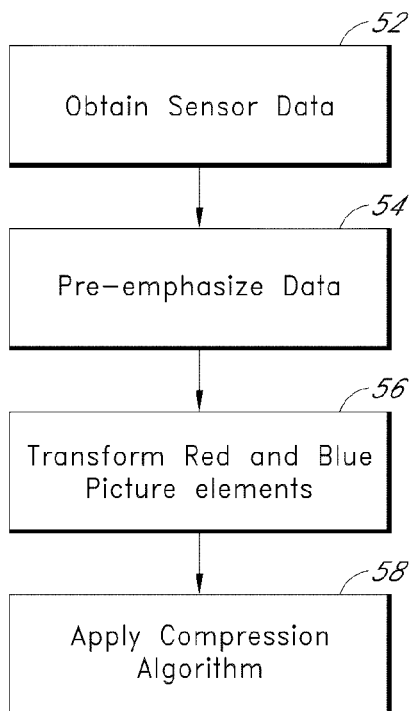 52
Obtain Sensor Data
54
Pre-emphasize Data
56
Transform Red and Blue
Picture elements
58
Apply Compression
Algorithm